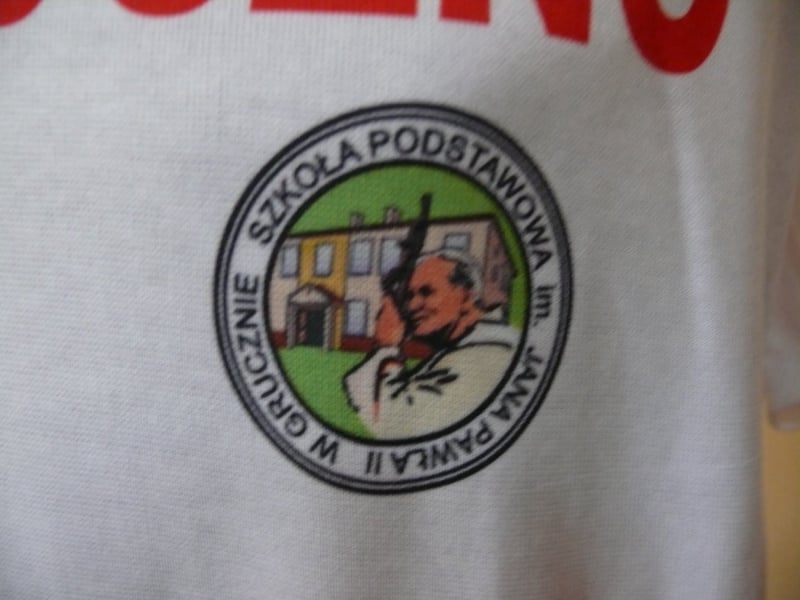 SZKOŁA PODSTAWOWA im. JANA PAWŁA II W GRUCZNIE